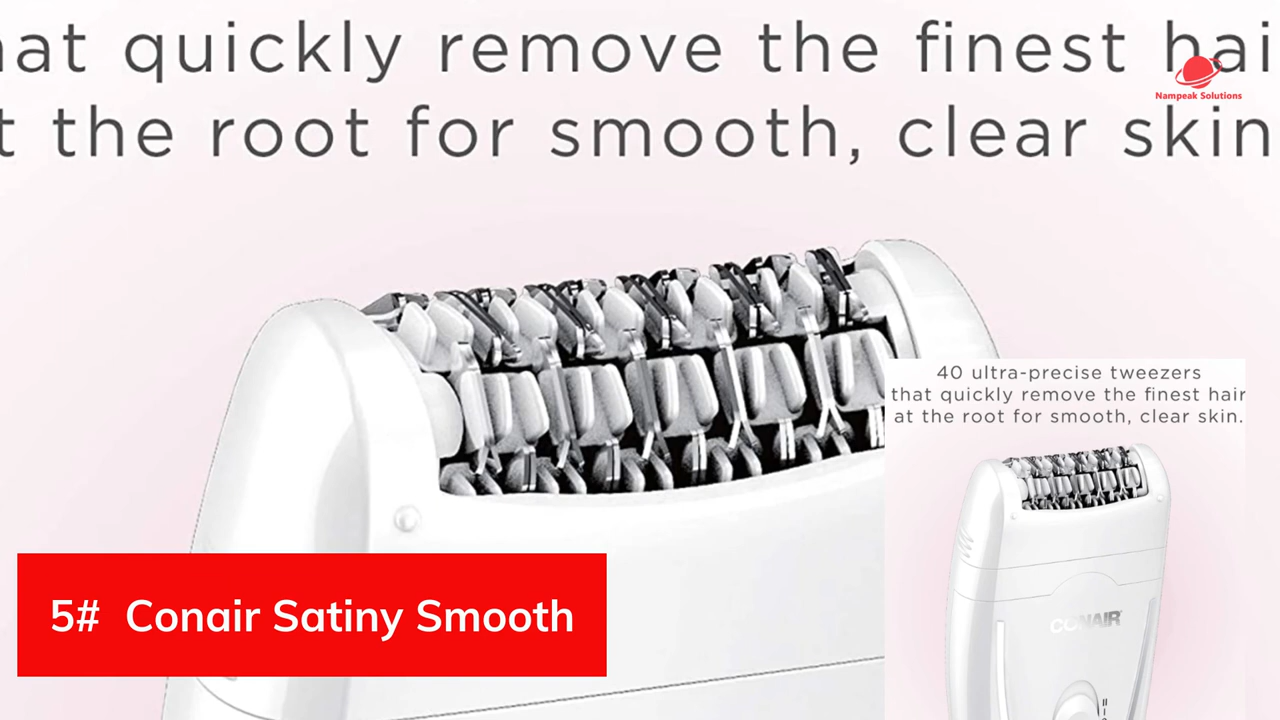 hat quickly remove the finest hai
t the root for smooth, clear skin
Nampeak Solutions
40 ultra-precise tweezers
that quickly remove the finest hair
at the root for smooth, clear skin.
CONAIR
5# Conair Satiny Smooth